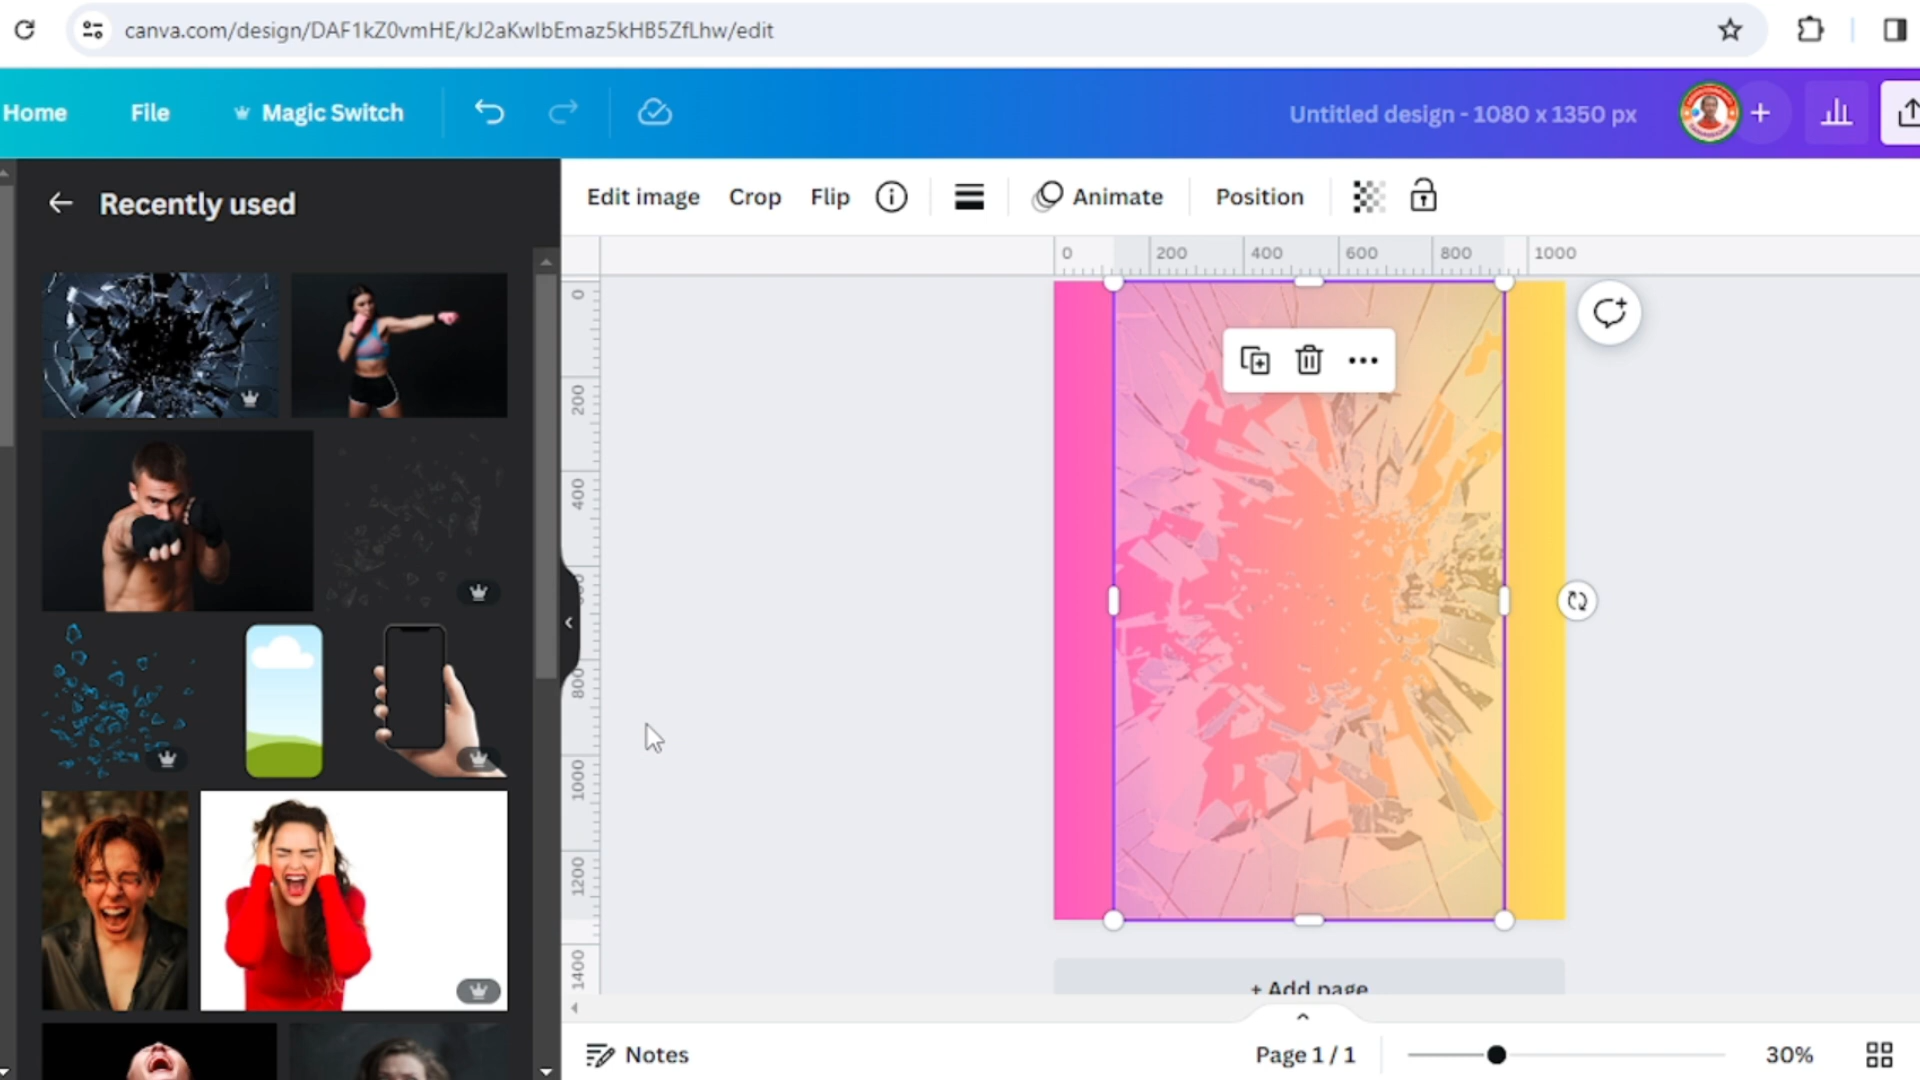 canva.com/design/DAF1kZ0vmHE/kJ2aKwIbEmaz5kHB5ZfLhw/edit
Home File Magic Switch Untitled design - 1080 x 1350 px
Recently used
Edit image Crop Flip Animate Position
0 200 400 600 800 1000
0
200
400
800
1000
1200
1400
+ Add page
Notes Page 1 / 1 30%